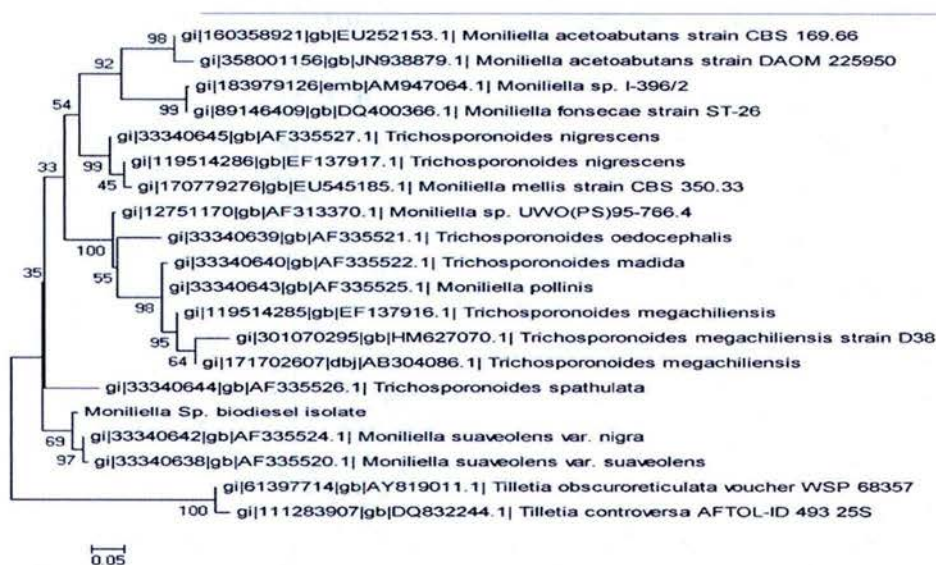 98 gi|160358921|gb|EU252153.1| Moniliella acetoabutans strain CBS 169.66
gi|358001156|gb|JN938879.1| Moniliella acetoabutans strain DAOM 225950
92
gi|183979126|emb|AM947064.1| Moniliella sp. I-396/2
99 gi|89146409|gb|DQ400366.1| Moniliella fonsecae strain ST-26
54
gi|33340645|gb|AF335527.1| Trichosporonoides nigrescens
99 gi|119514286|gb|EF137917.1| Trichosporonoides nigrescens
33
45 gi|170779276|gb|EU545185.1| Moniliella mellis strain CBS 350.33
gi|12751170|gb|AF313370.1| Moniliella sp. UWO(PS)95-766.4
100 gi|33340639|gb|AF335521.1| Trichosporonoides oedocephalis
55
gi|33340640|gb|AF335522.1| Trichosporonoides madida
35
gi|33340643|gb|AF335525.1| Moniliella pollinis
98
gi|119514285|gb|EF137916.1| Trichosporonoides megachiliensis
95 gi|301070295|gb|HM627070.1| Trichosporonoides megachiliensis strain D38
64 gi|171702607|dbj|AB304086.1| Trichosporonoides megachiliensis
gi|33340644|gb|AF335526.1| Trichosporonoides spathulata
Moniliella Sp. biodiesel isolate
69 gi|33340642|gb|AF335524.1| Moniliella suaveolens var. nigra
97 gi|33340638|gb|AF335520.1| Moniliella suaveolens var. suaveolens
gi|61397714|gb|AY819011.1| Tilletia obscuroreticulata voucher WSP 68357
100 gi|111283907|gb|DQ832244.1| Tilletia controversa AFTOL-ID 493 25S
0.05